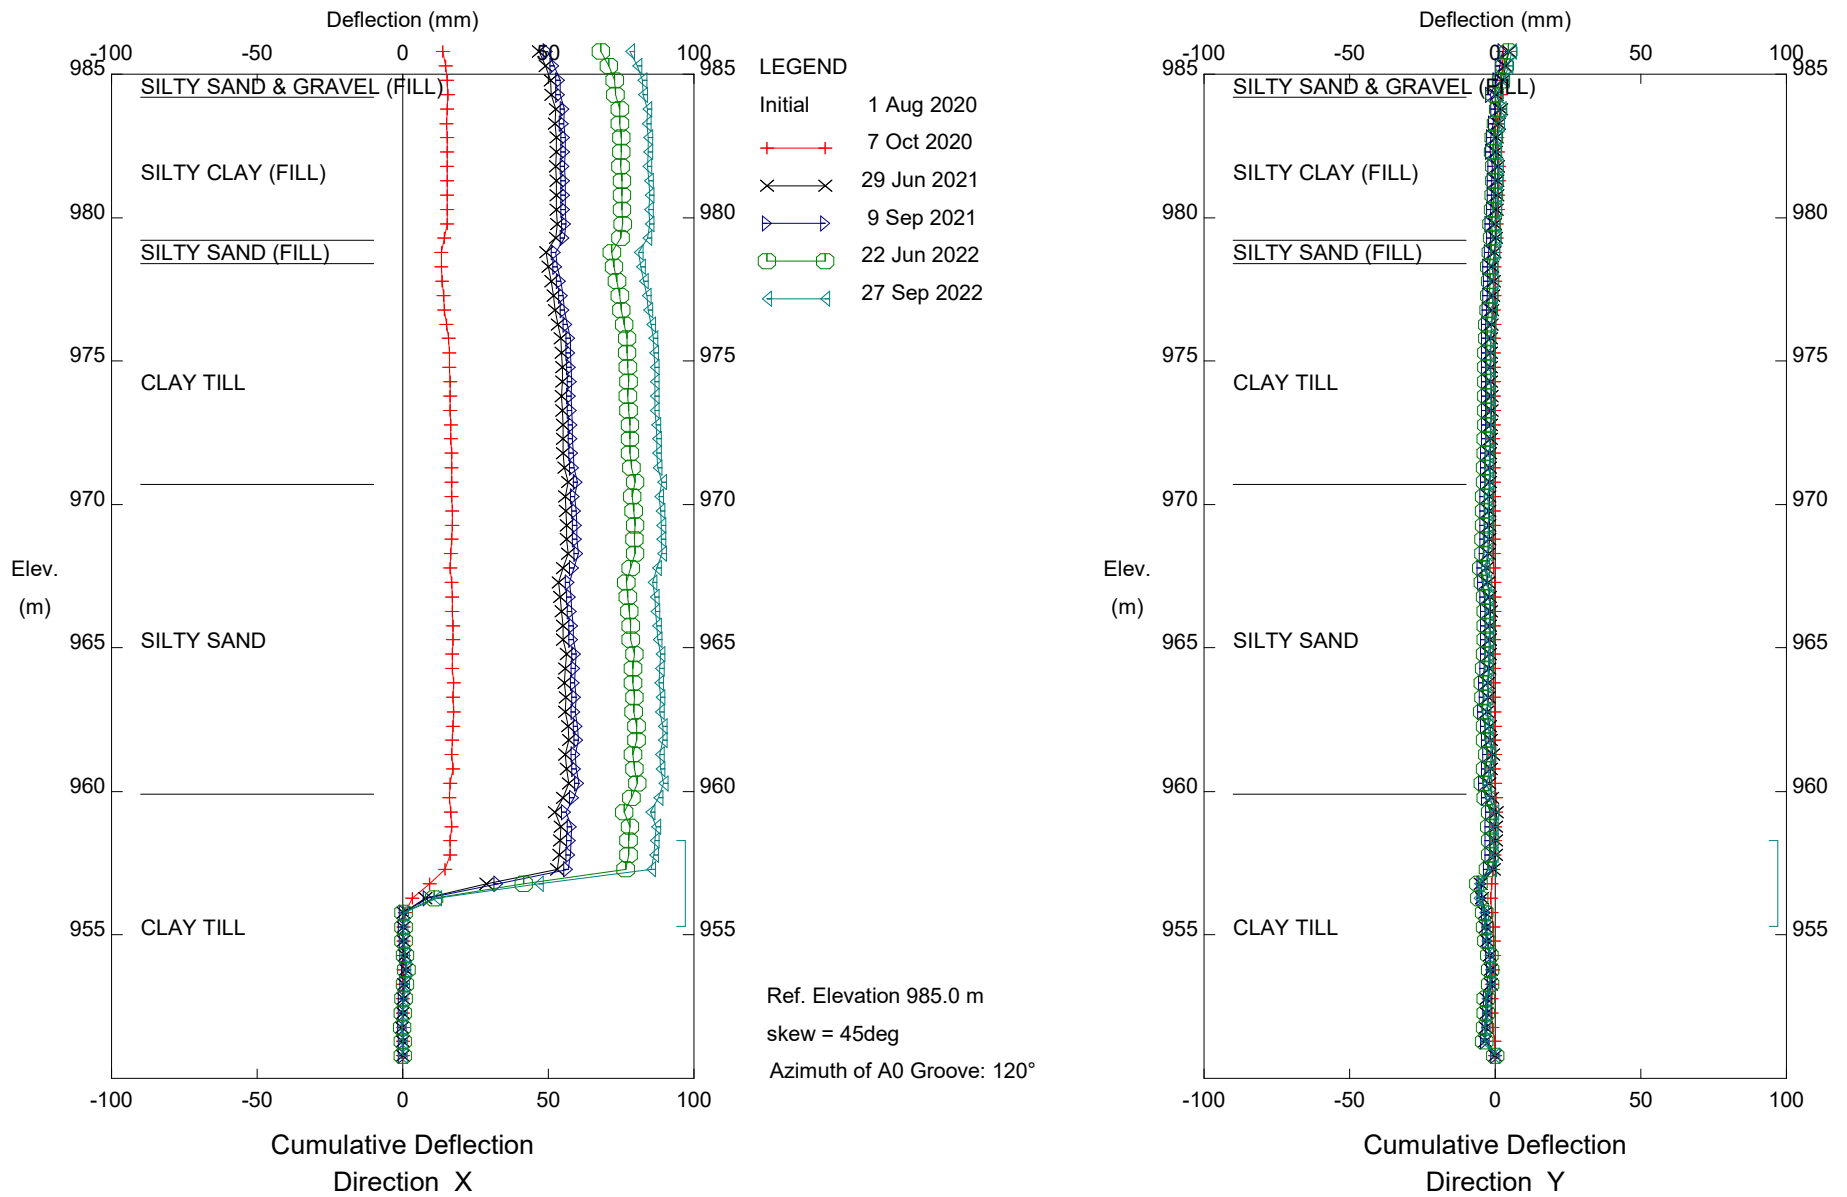 Deflection (mm)
-100 -50 0 50 100
985 985
SILTY SAND & GRAVEL (FILL)
SILTY CLAY (FILL)
980 980
SILTY SAND (FILL)
975 975
CLAY TILL
970 970
Elev.
(m)
SILTY SAND
965 965
960 960
CLAY TILL
955 955
-100 -50 0 50 100
Cumulative Deflection
Direction X
LEGEND
Initial 1 Aug 2020
7 Oct 2020
29 Jun 2021
9 Sep 2021
22 Jun 2022
27 Sep 2022
Ref. Elevation 985.0 m
skew = 45deg
Azimuth of A0 Groove: 120°
Deflection (mm)
-100 -50 0 50 100
985 985
SILTY SAND & GRAVEL (FILL)
SILTY CLAY (FILL)
980 980
SILTY SAND (FILL)
975 975
CLAY TILL
970 970
Elev.
(m)
SILTY SAND
965 965
960 960
CLAY TILL
955 955
-100 -50 0 50 100
Cumulative Deflection
Direction Y